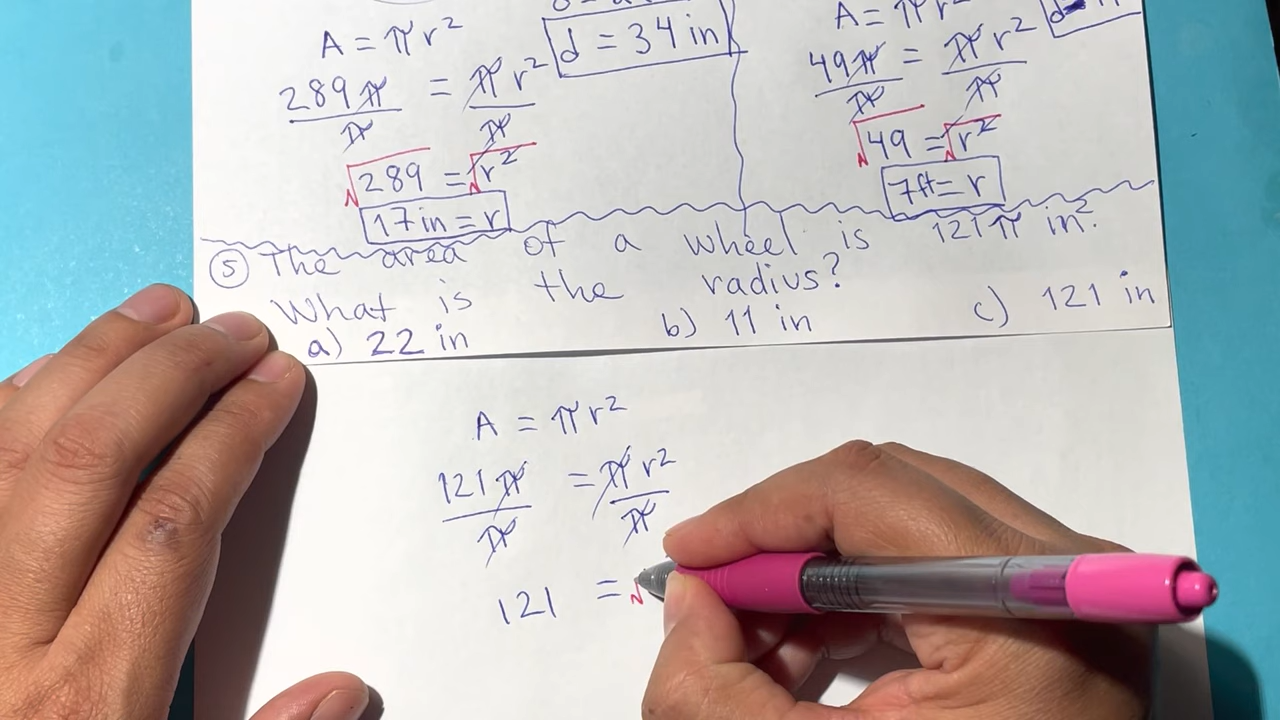 A = πr²
289π/π = πr²/π
√289 = √r²
17 in = r
d = 34 in
A = πr²
49π/π = πr²/π
√49 = √r²
7ft = r
⑤ The area of a wheel is 121π in².
What is the radius?
a) 22 in b) 11 in c) 121 in
A = πr²
121π/π = πr²/π
121 = √